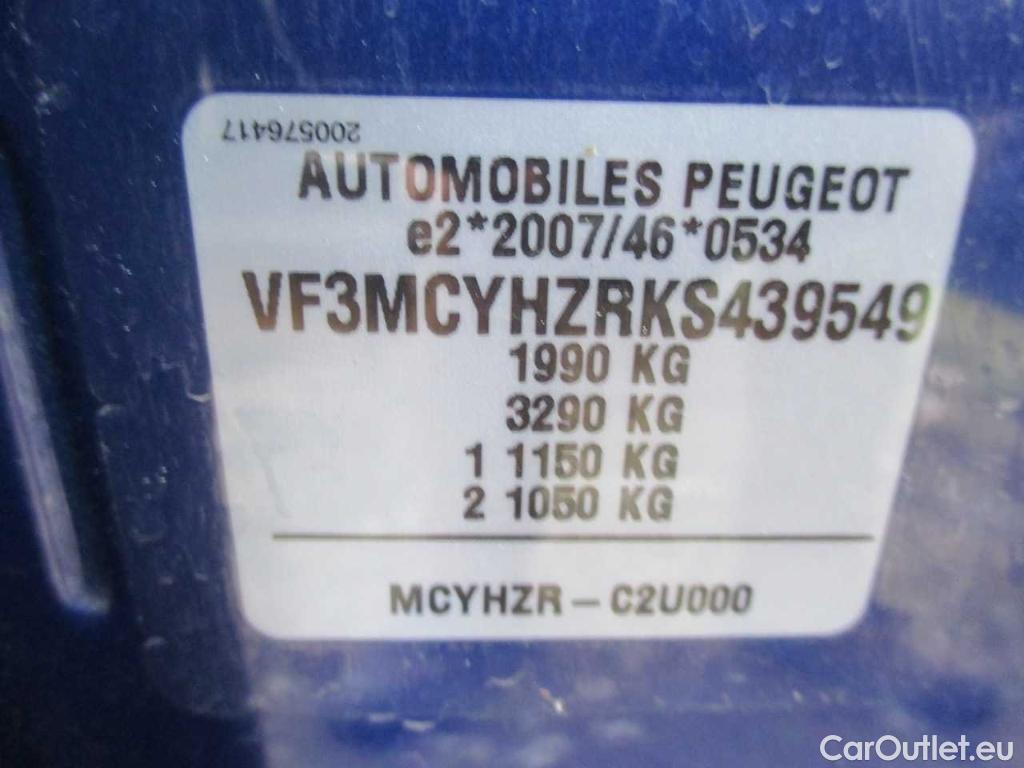 200576417
AUTOMOBILES PEUGEOT
e2*2007/46*0534
VF3MCYHZRKS439549
1990 KG
3290 KG
1 1150 KG
2 1050 KG
MCYHZR - C2U000
CarOutlet.eu